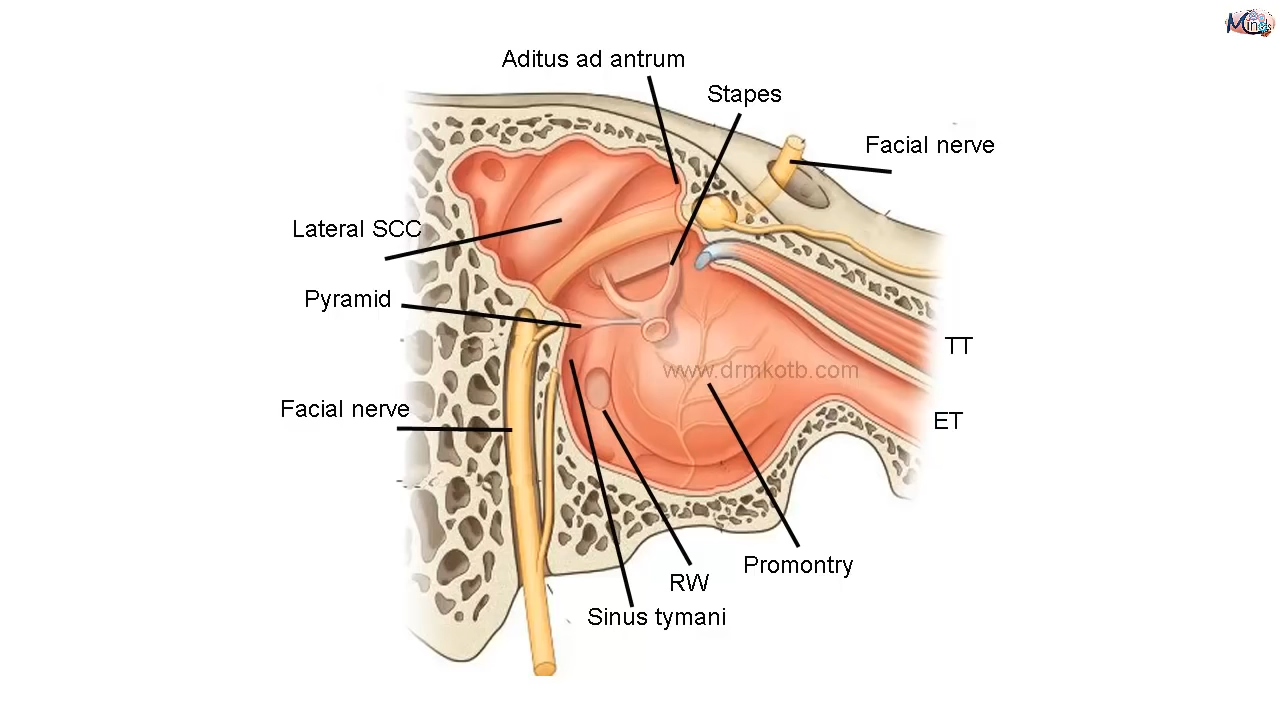 Aditus ad antrum
Stapes
Facial nerve
Lateral SCC
Pyramid
TT
www.drmkotb.com
Facial nerve
ET
Promontry
RW
Sinus tymani